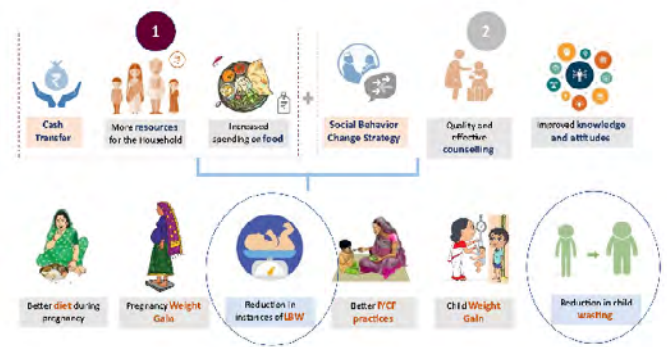 1
2
Cash
Transfer
More resources
for the Household
Increased
spending on food
+
Social Behavior
Change Strategy
Quality and
effective
counselling
Improved knowledge
and attitudes
Better diet during
pregnancy
Pregnancy Weight
Gain
Reduction in
instances of LBW
Better IYCF
practices
Child Weight
Gain
Reduction in child
wasting